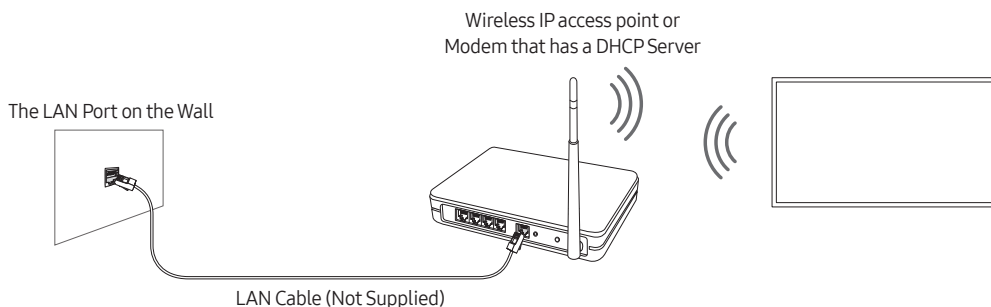 Wireless IP access point or
Modem that has a DHCP Server
The LAN Port on the Wall
LAN Cable (Not Supplied)